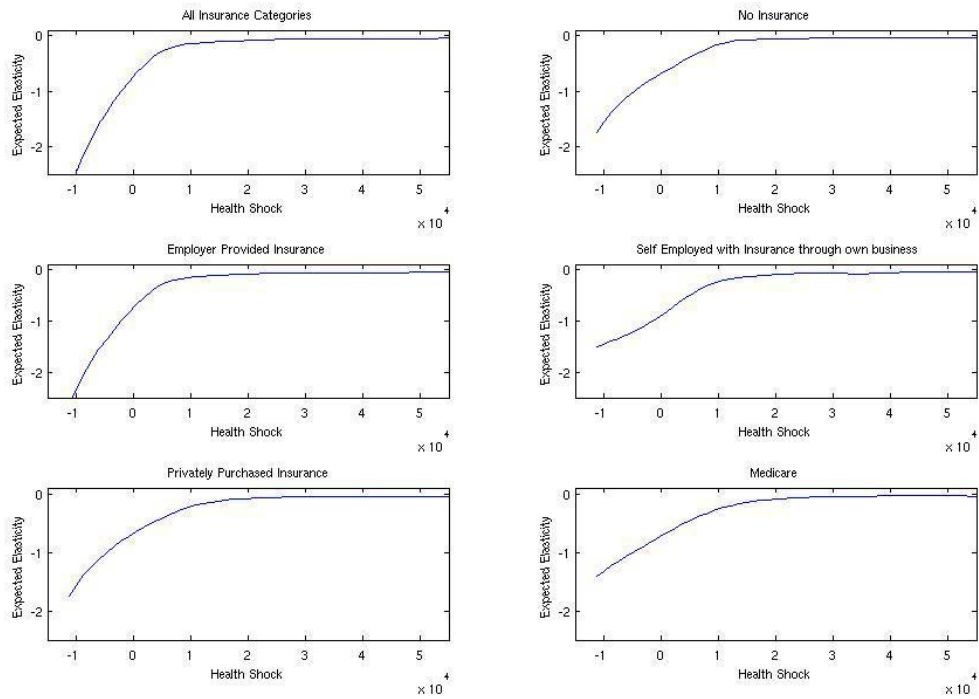 All Insurance Categories
0
-1
-2
Expected Elasticity
-1 0 1 2 3 4 5
Health Shock
x 10 4
No Insurance
0
-1
-2
Expected Elasticity
-1 0 1 2 3 4 5
Health Shock
x 10 4
Employer Provided Insurance
0
-1
-2
Expected Elasticity
-1 0 1 2 3 4 5
Health Shock
x 10 4
Self Employed with Insurance through own business
0
-1
-2
Expected Elasticity
-1 0 1 2 3 4 5
Health Shock
x 10 4
Privately Purchased Insurance
0
-1
-2
Expected Elasticity
-1 0 1 2 3 4 5
Health Shock
x 10 4
Medicare
0
-1
-2
Expected Elasticity
-1 0 1 2 3 4 5
Health Shock
x 10 4